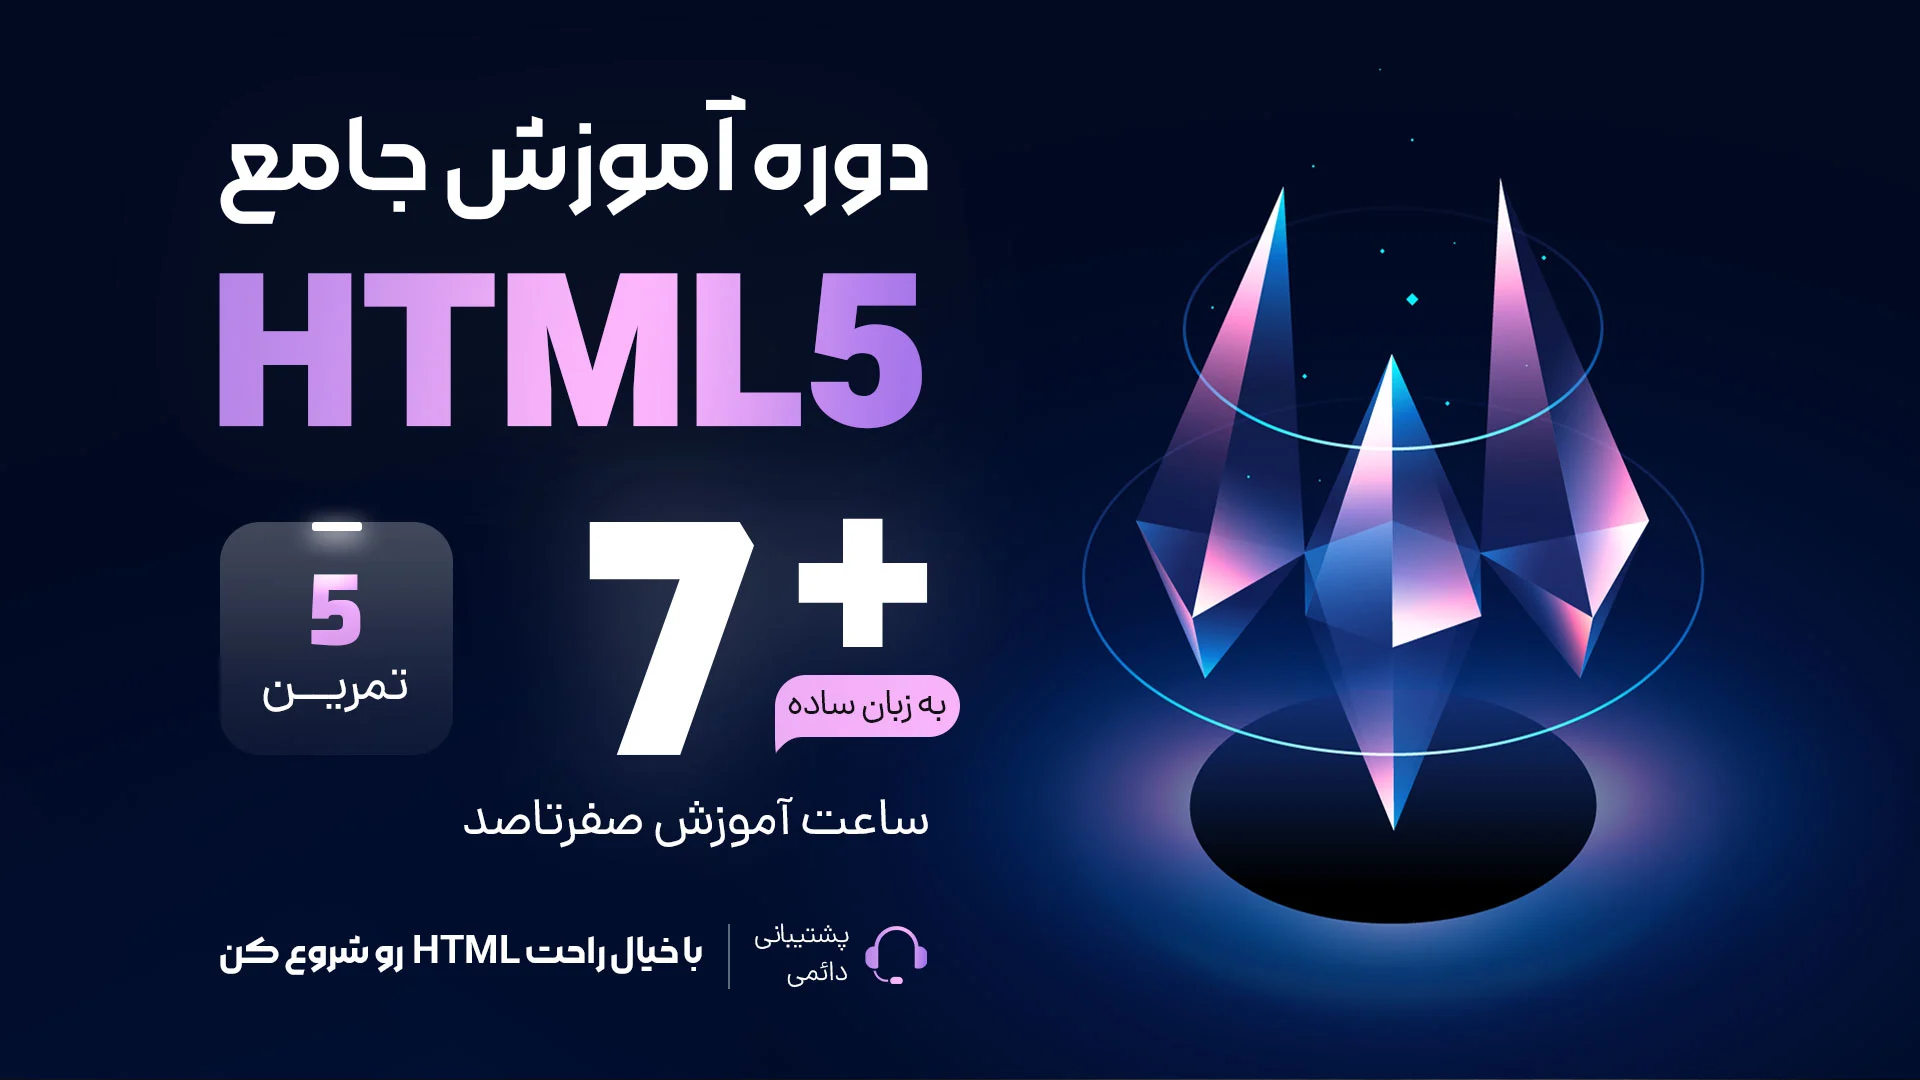 دوره آموزش جامع
HTML5
7+
به زبان ساده
ساعت آموزش صفرتاصد
5
تمریـن
پشتیبانی
دائمی
با خیال راحت HTML رو شروع کن